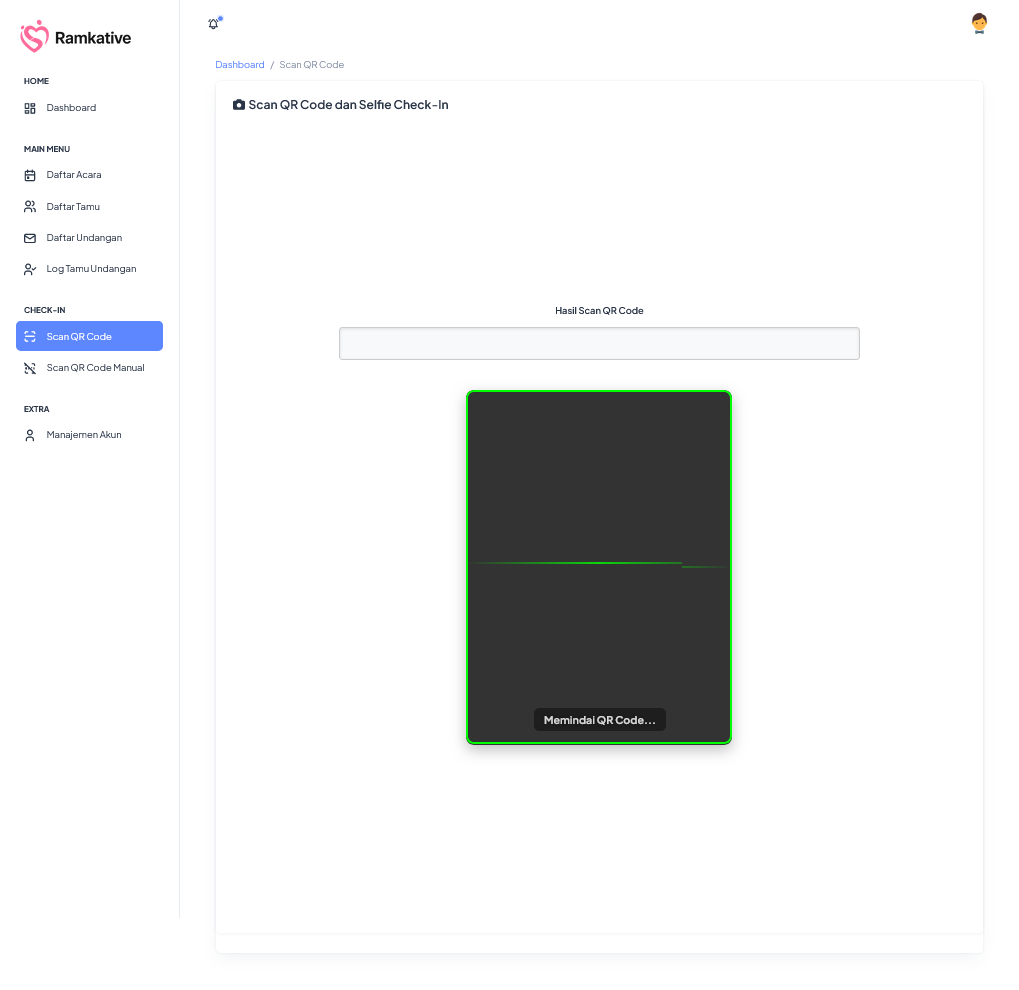 Ramkative
HOME
Dashboard
MAIN MENU
Daftar Acara
Daftar Tamu
Daftar Undangan
Log Tamu Undangan
CHECK-IN
Scan QR Code
Scan QR Code Manual
EXTRA
Manajemen Akun
Dashboard / Scan QR Code
Scan QR Code dan Selfie Check-In
Hasil Scan QR Code
Memindai QR Code...